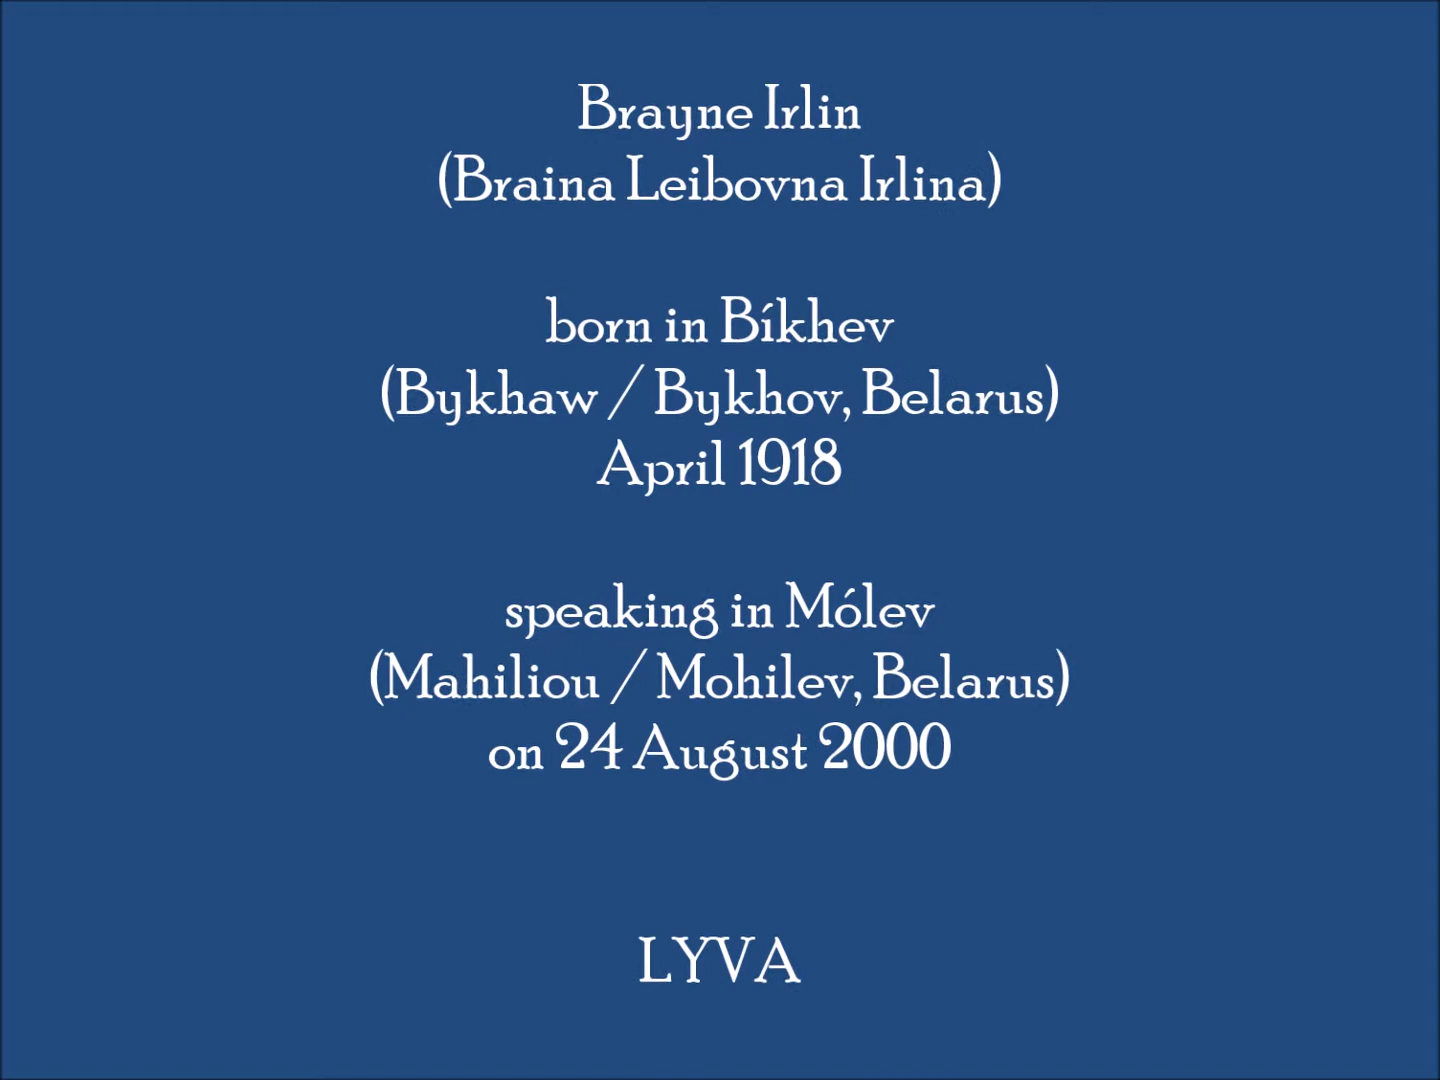 Brayne Irlin
(Braina Leibovna Irlina)
born in Bíkhev
(Bykhaw / Bykhov, Belarus)
April 1918
speaking in Mólev
(Mahiliou / Mohilev, Belarus)
on 24 August 2000
LYVA